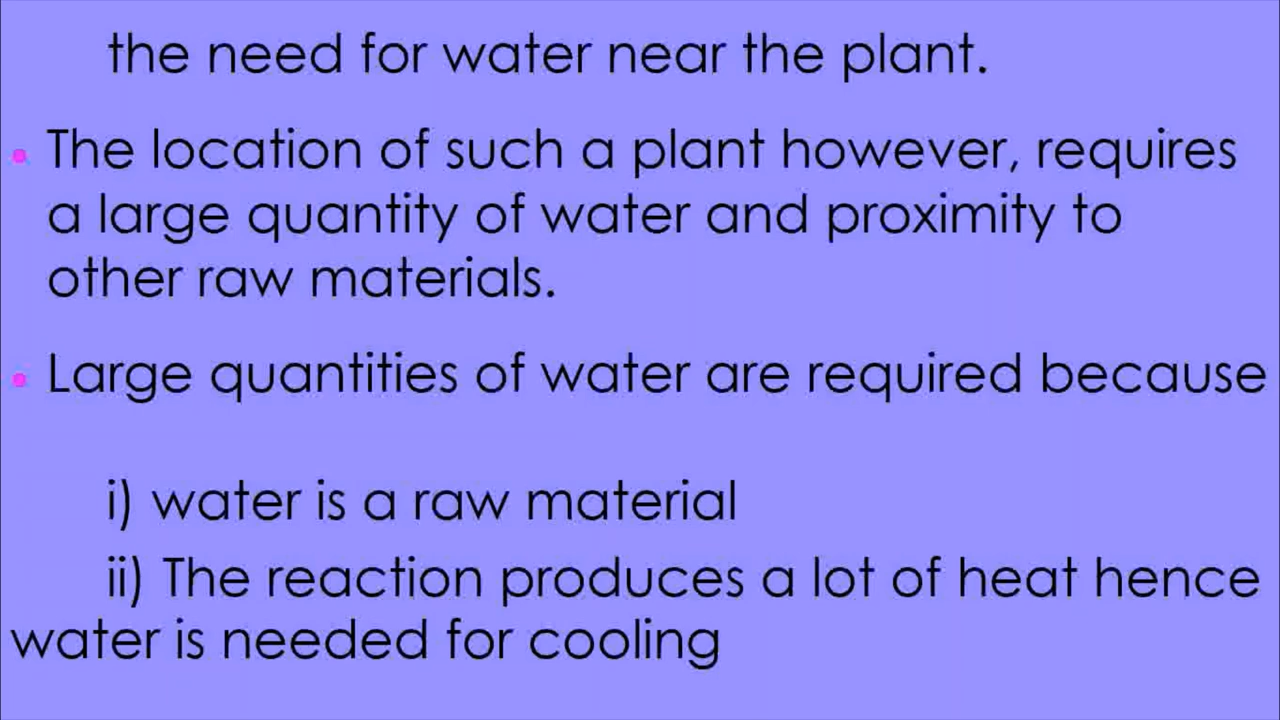 the need for water near the plant.
• The location of such a plant however, requires
a large quantity of water and proximity to
other raw materials.
• Large quantities of water are required because
i) water is a raw material
ii) The reaction produces a lot of heat hence
water is needed for cooling